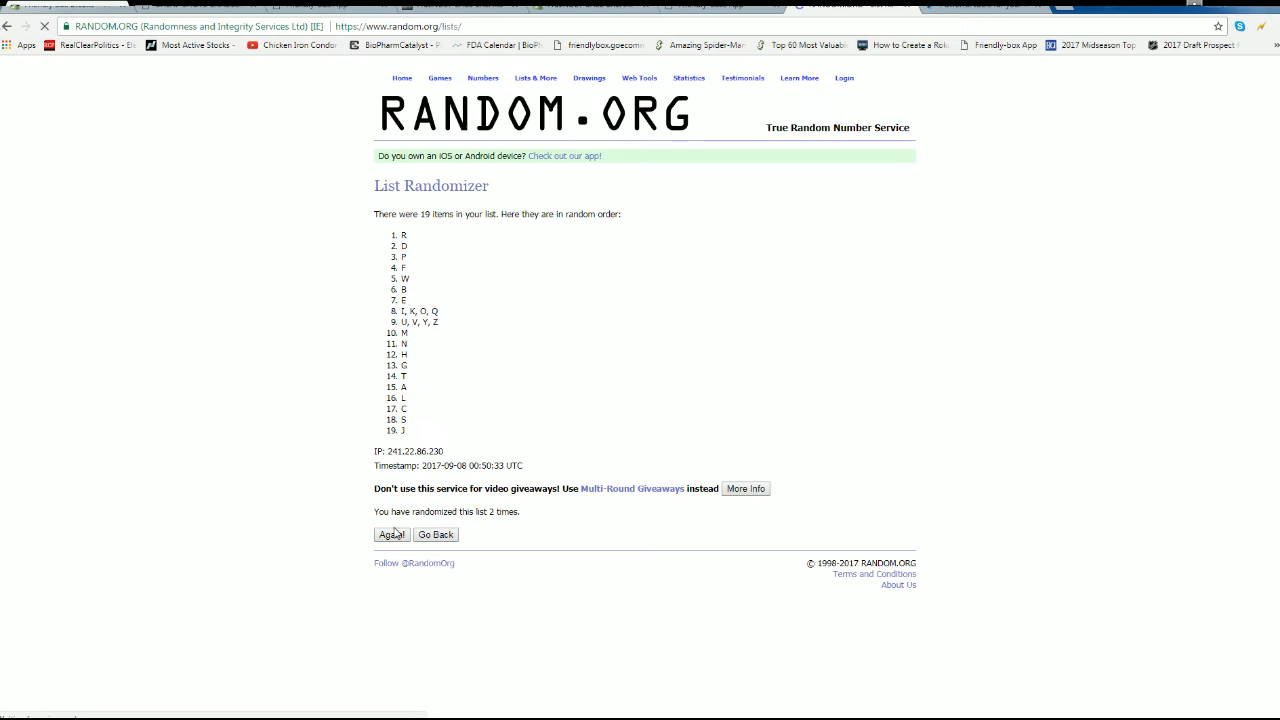 RANDOM.ORG (Randomness and Integrity Services Ltd) [IE] https://www.random.org/lists/
Apps RealClearPolitics - Ele Most Active Stocks - Chicken Iron Condor BioPharmCatalyst - P FDA Calendar | BioPh friendlybox.goecomm Amazing Spider-Man Top 60 Most Valuabl How to Create a Rok Friendly-box App 2017 Midseason Top 2017 Draft Prospect R
Home Games Numbers Lists & More Drawings Web Tools Statistics Testimonials Learn More Login
RANDOM.ORG
True Random Number Service
Do you own an iOS or Android device? Check out our app!
List Randomizer
There were 19 items in your list. Here they are in random order:
1. R
2. D
3. P
4. F
5. W
6. B
7. E
8. I, K, O, Q
9. U, V, Y, Z
10. M
11. N
12. H
13. G
14. T
15. A
16. L
17. C
18. S
19. J
IP: 241.22.86.230
Timestamp: 2017-09-08 00:50:33 UTC
Don't use this service for video giveaways! Use Multi-Round Giveaways instead More Info
You have randomized this list 2 times.
Again! Go Back
Follow @RandomOrg
© 1998-2017 RANDOM.ORG
Terms and Conditions
About Us